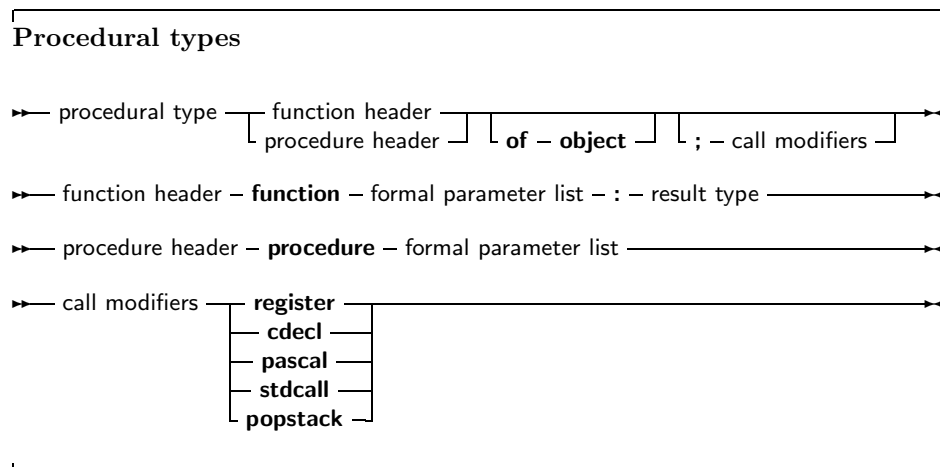 Procedural types
procedural type function header
procedure header of object ; call modifiers
function header function formal parameter list : result type
procedure header procedure formal parameter list
call modifiers register
cdecl
pascal
stdcall
popstack